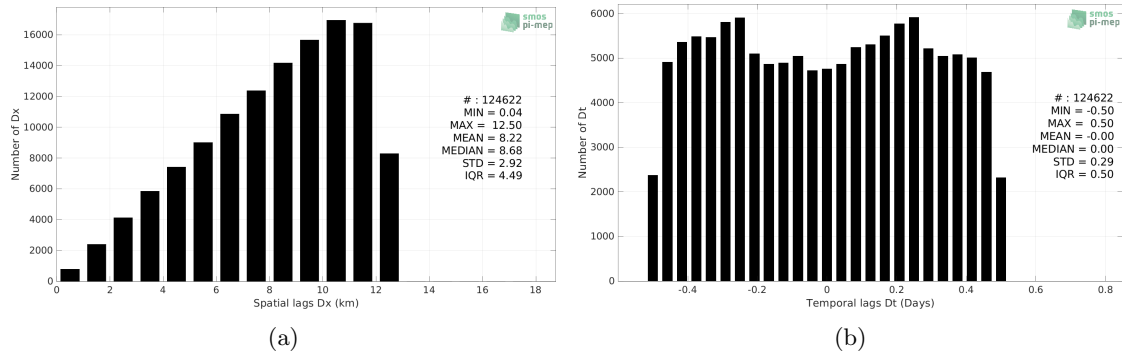 16000
14000
12000
10000
8000
6000
4000
2000
0
Number of Dx
smos
pi-mep
# : 124622
MIN = 0.04
MAX = 12.50
MEAN = 8.22
MEDIAN = 8.68
STD = 2.92
IQR = 4.49
0 2 4 6 8 10 12 14 16 18
Spatial lags Dx (km)
(a)
6000
5000
4000
3000
2000
1000
0
Number of Dt
smos
pi-mep
# : 124622
MIN = -0.50
MAX = 0.50
MEAN = -0.00
MEDIAN = 0.00
STD = 0.29
IQR = 0.50
-0.4 -0.2 0 0.2 0.4 0.6 0.8
Temporal lags Dt (Days)
(b)